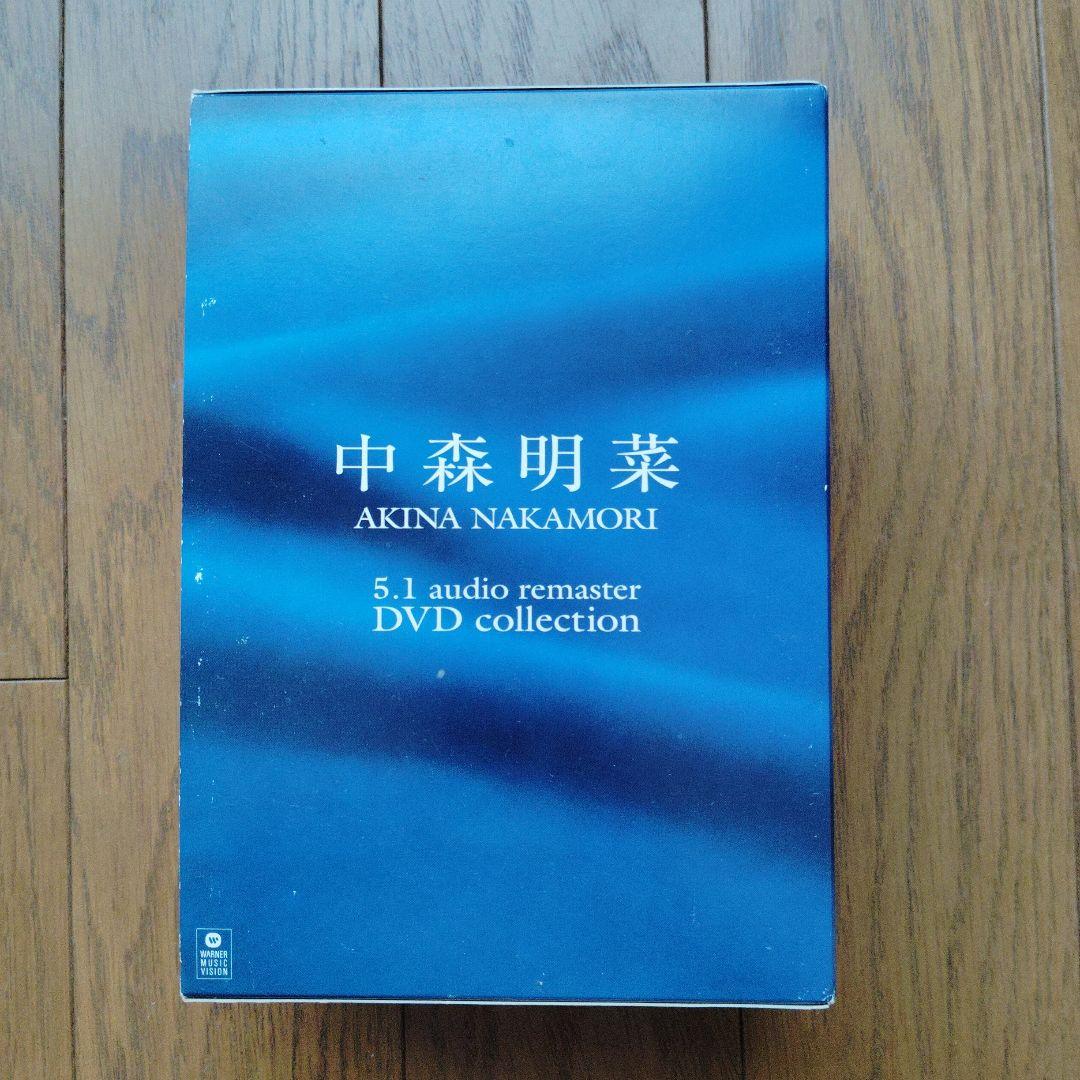 中森明菜
AKINA NAKAMORI
5.1 audio remaster
DVD collection
WARNER
MUSIC
VISION